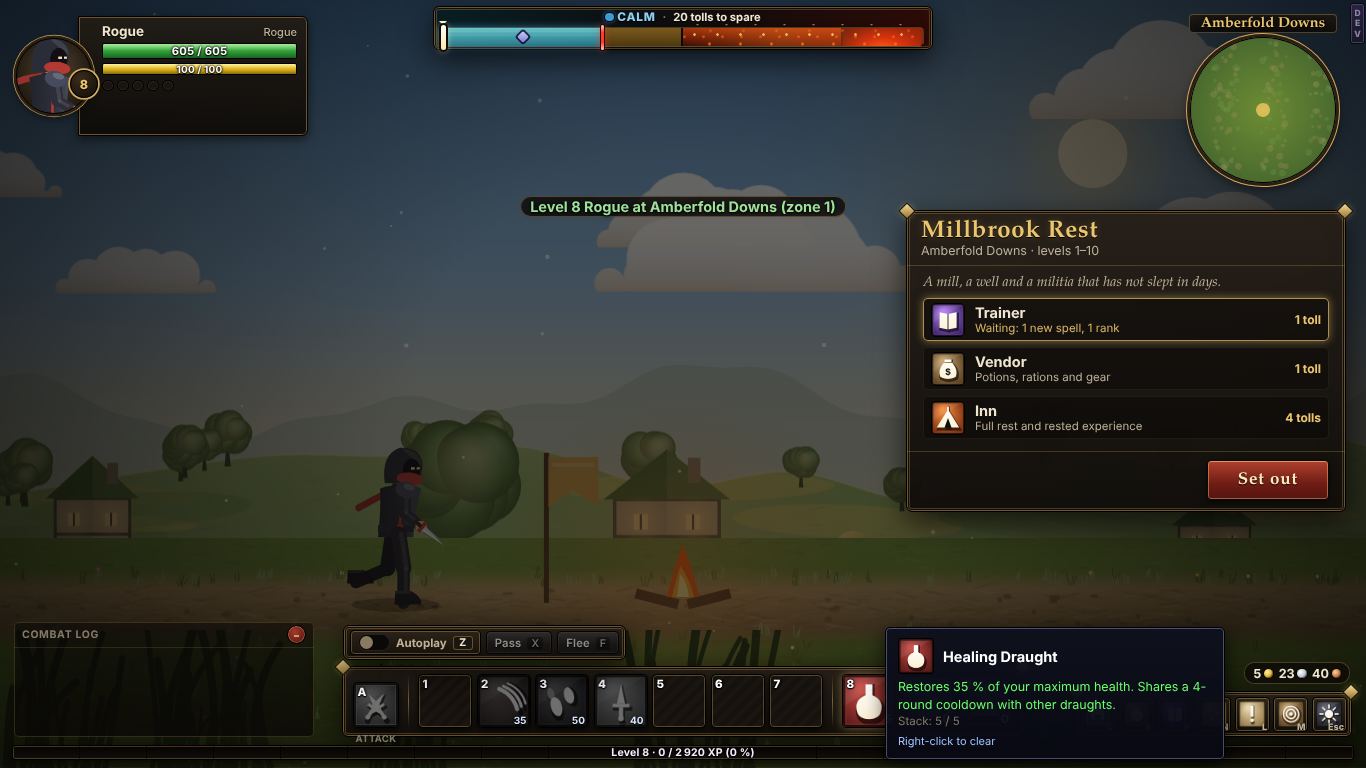 Rogue
Rogue
605 / 605
100 / 100
8
CALM · 20 tolls to spare
Amberfold Downs
DEV
Level 8 Rogue at Amberfold Downs (zone 1)
Millbrook Rest
Amberfold Downs · levels 1–10
A mill, a well and a militia that has not slept in days.
Trainer
Waiting: 1 new spell, 1 rank
1 toll
Vendor
Potions, rations and gear
1 toll
Inn
Full rest and rested experience
4 tolls
Set out
COMBAT LOG
Autoplay Z
Pass X
Flee F
A
ATTACK
1
2
35
3
50
4
40
5
6
7
8
Healing Draught
Restores 35 % of your maximum health. Shares a 4-
round cooldown with other draughts.
Stack: 5 / 5
Right-click to clear
5 23 40
L
M
Esc
Level 8 · 0 / 2 920 XP (0 %)